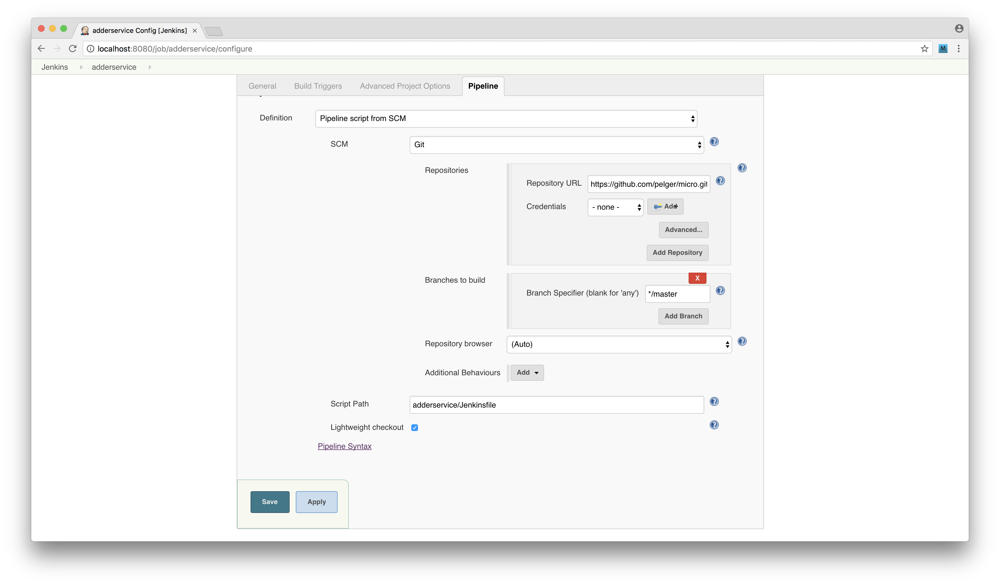 adderservice Config [Jenkins]
localhost:8080/job/adderservice/configure
M
Jenkins adderservice
General Build Triggers Advanced Project Options Pipeline
Definition Pipeline script from SCM
SCM Git
Repositories
Repository URL https://github.com/pelger/micro.git
Credentials - none - Add
Advanced...
Add Repository
Branches to build X
Branch Specifier (blank for 'any') */master
Add Branch
Repository browser (Auto)
Additional Behaviours Add
Script Path adderservice/Jenkinsfile
Lightweight checkout
Pipeline Syntax
Save Apply